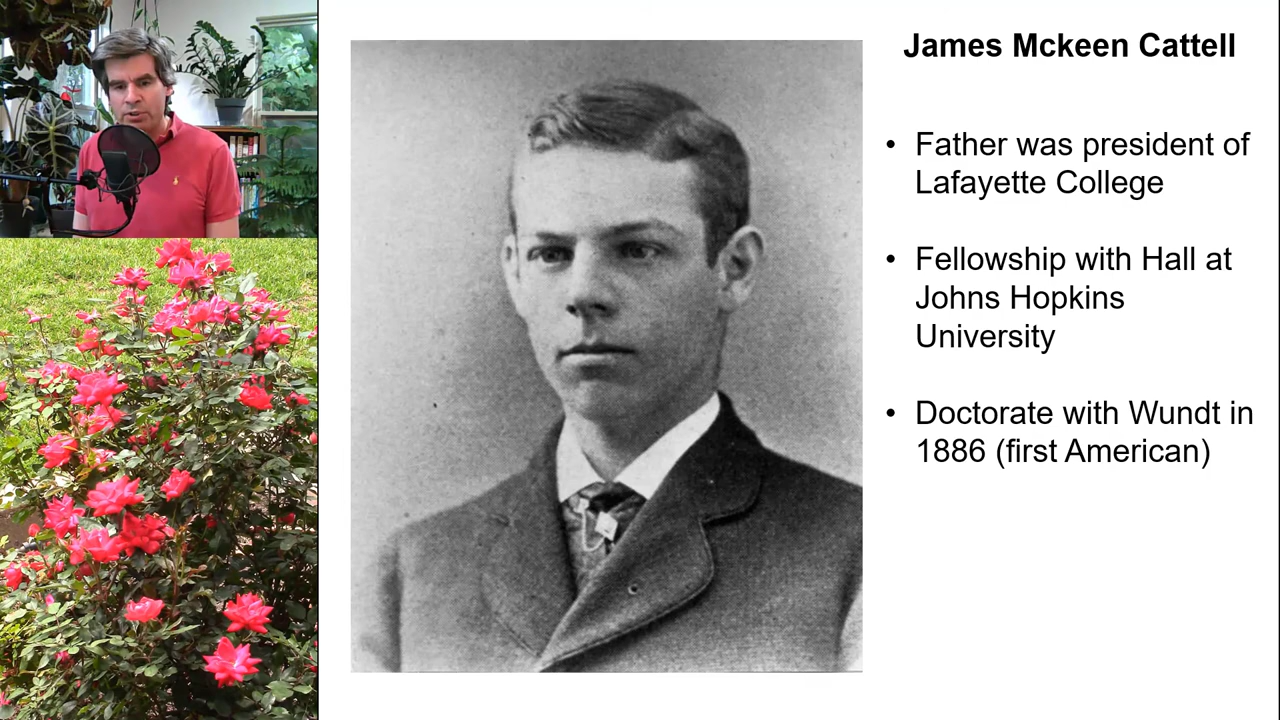 James Mckeen Cattell
• Father was president of
Lafayette College
• Fellowship with Hall at
Johns Hopkins
University
• Doctorate with Wundt in
1886 (first American)